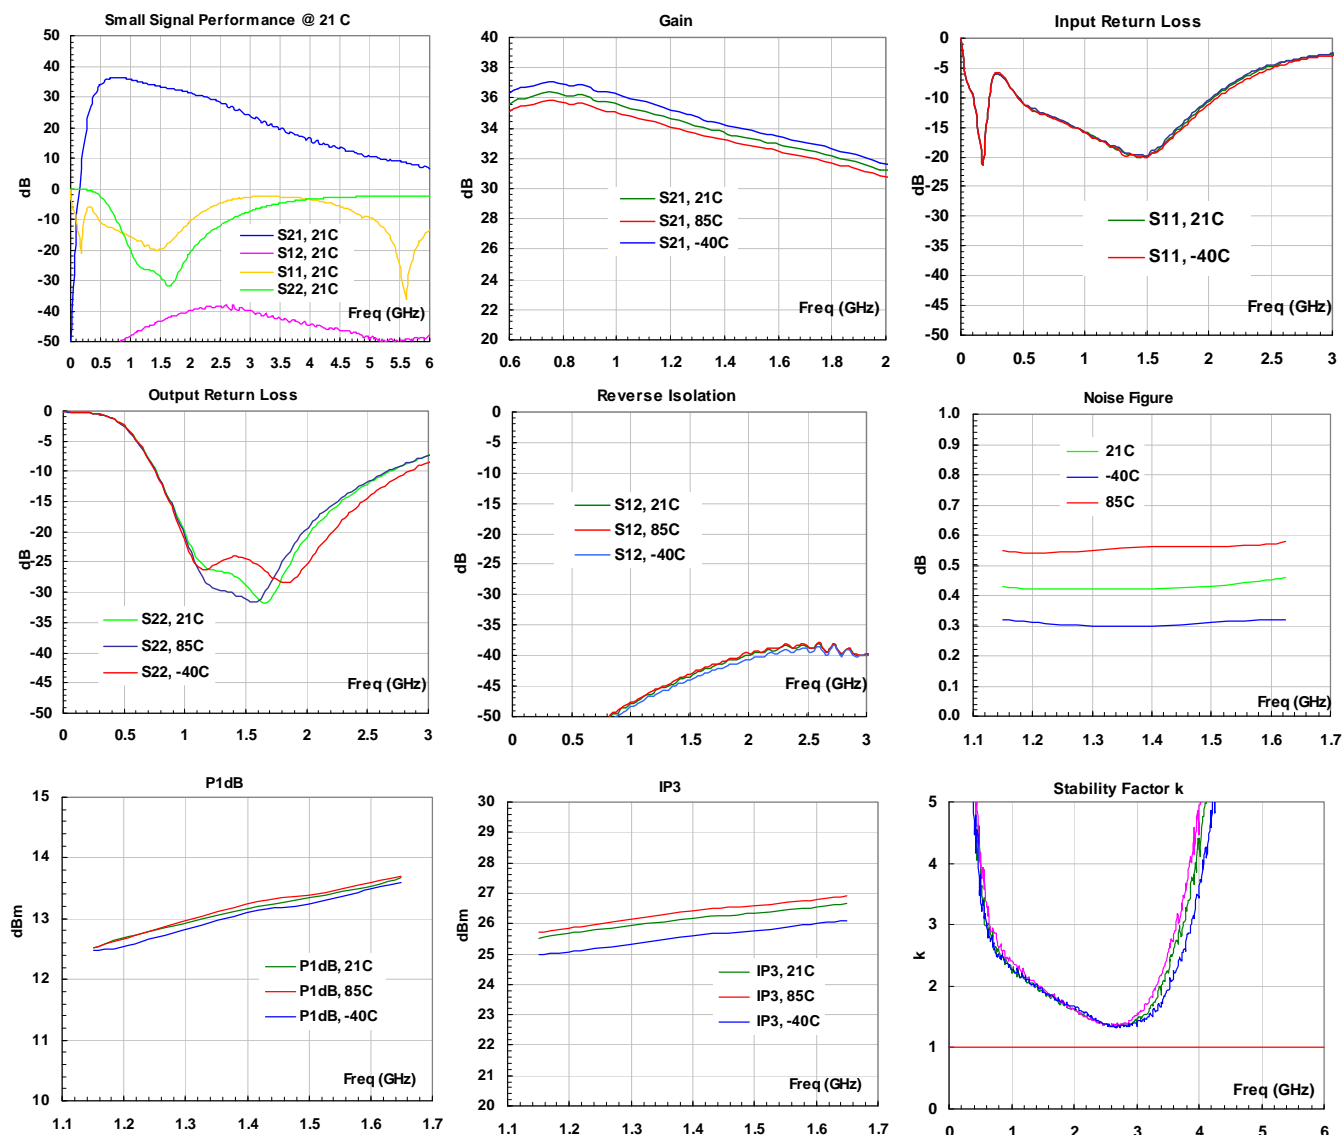 Small Signal Performance @ 21 C
50
40
30
20
10
0
-10
-20
-30
-40
-50
dB
S21, 21C
S12, 21C
S11, 21C
S22, 21C
Freq (GHz)
0 0.5 1 1.5 2 2.5 3 3.5 4 4.5 5 5.5 6
Gain
40
38
36
34
32
30
28
26
24
22
20
dB
S21, 21C
S21, 85C
S21, -40C
Freq (GHz)
0.6 0.8 1 1.2 1.4 1.6 1.8 2
Input Return Loss
0
-5
-10
-15
-20
-25
-30
-35
-40
-45
-50
dB
S11, 21C
S11, -40C
Freq (GHz)
0 0.5 1 1.5 2 2.5 3
Output Return Loss
0
-5
-10
-15
-20
-25
-30
-35
-40
-45
-50
dB
S22, 21C
S22, 85C
S22, -40C
Freq (GHz)
0 0.5 1 1.5 2 2.5 3
Reverse Isolation
0
-5
-10
-15
-20
-25
-30
-35
-40
-45
-50
dB
S12, 21C
S12, 85C
S12, -40C
Freq (GHz)
0 0.5 1 1.5 2 2.5 3
Noise Figure
1.0
0.9
0.8
0.7
0.6
0.5
0.4
0.3
0.2
0.1
0.0
dB
21C
-40C
85C
Freq (GHz)
1.1 1.2 1.3 1.4 1.5 1.6 1.7
P1dB
15
14
13
12
11
10
dBm
P1dB, 21C
P1dB, 85C
P1dB, -40C
Freq (GHz)
1.1 1.2 1.3 1.4 1.5 1.6 1.7
IP3
30
29
28
27
26
25
24
23
22
21
20
dBm
IP3, 21C
IP3, 85C
IP3, -40C
Freq (GHz)
1.1 1.2 1.3 1.4 1.5 1.6 1.7
Stability Factor k
5
4
3
2
1
0
k
Freq (GHz)
0 1 2 3 4 5 6